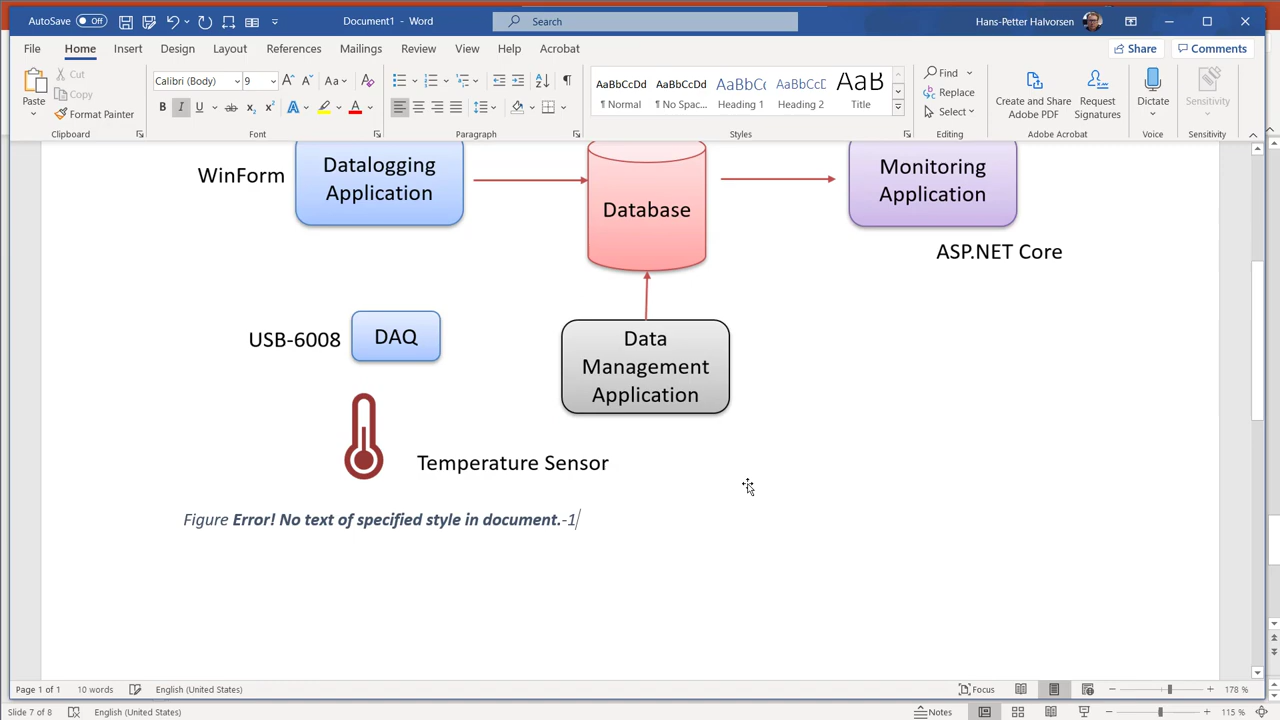 AutoSave Off Document1 - Word Search Hans-Petter Halvorsen
File Home Insert Design Layout References Mailings Review View Help Acrobat Share Comments
Paste Cut Copy Format Painter
Clipboard
Calibri (Body) 9
Font
Paragraph
AaBbCcDd AaBbCcDd AaBbCc AaBbCcC AaB
¶ Normal ¶ No Spac... Heading 1 Heading 2 Title
Styles
Find
Replace
Select
Editing
Create and Share Adobe PDF
Request Signatures
Adobe Acrobat
Dictate
Voice
Sensitivity
Sensitivity
WinForm
Datalogging
Application
Database
Monitoring
Application
ASP.NET Core
USB-6008
DAQ
Data
Management
Application
Temperature Sensor
Figure Error! No text of specified style in document.-1
Page 1 of 1 10 words English (United States) Focus 178 %
Slide 7 of 8 English (United States) Notes 115 %